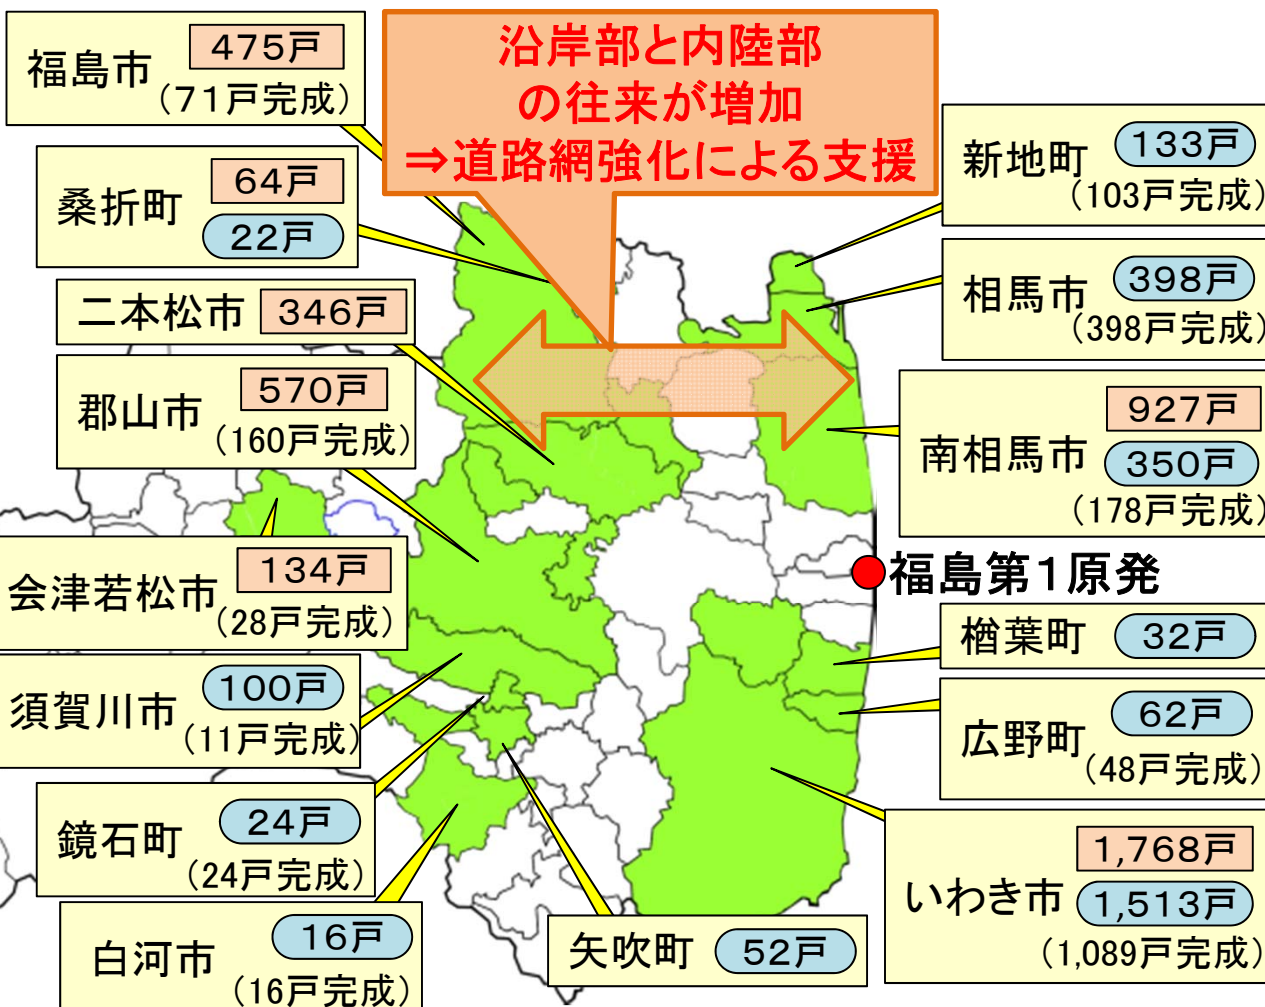 沿岸部と内陸部
の往来が増加
⇒道路網強化による支援
福島市 475戸
(71戸完成)
桑折町 64戸
22戸
二本松市 346戸
郡山市 570戸
(160戸完成)
会津若松市 134戸
(28戸完成)
須賀川市 100戸
(11戸完成)
鏡石町 24戸
(24戸完成)
白河市 16戸
(16戸完成)
矢吹町 52戸
新地町 133戸
(103戸完成)
相馬市 398戸
(398戸完成)
南相馬市 927戸
350戸
(178戸完成)
福島第1原発
楢葉町 32戸
広野町 62戸
(48戸完成)
いわき市 1,768戸
1,513戸
(1,089戸完成)